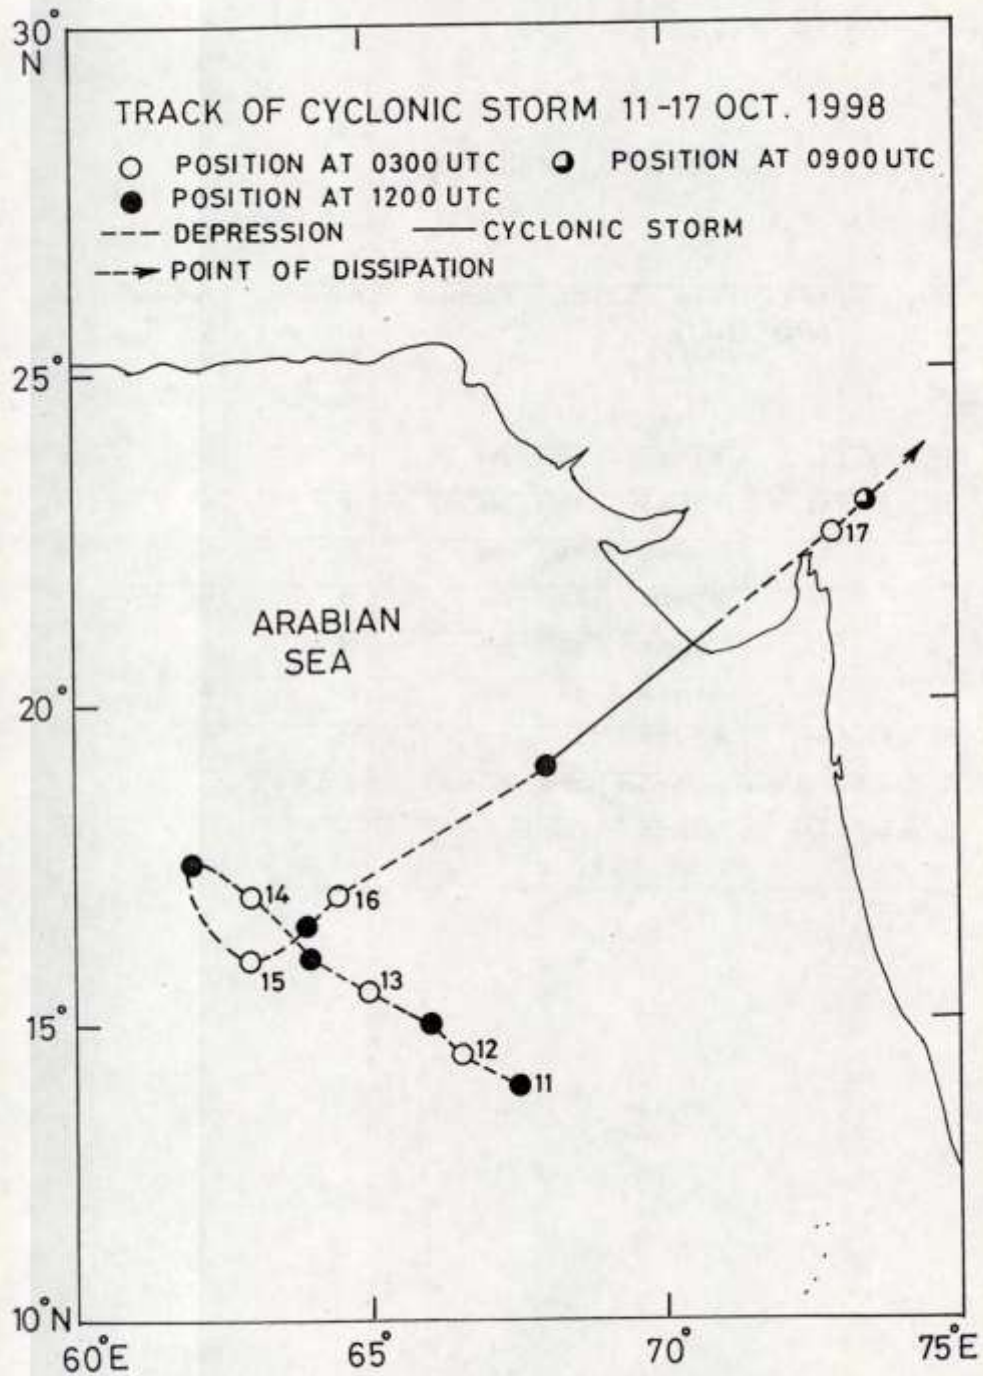 30°
N
TRACK OF CYCLONIC STORM 11-17 OCT. 1998
POSITION AT 0300 UTC POSITION AT 0900 UTC
POSITION AT 1200 UTC
DEPRESSION CYCLONIC STORM
POINT OF DISSIPATION
25°
17
ARABIAN
SEA
20°
14
16
15
13
15°
12
11
10°N
60°E 65° 70° 75°E